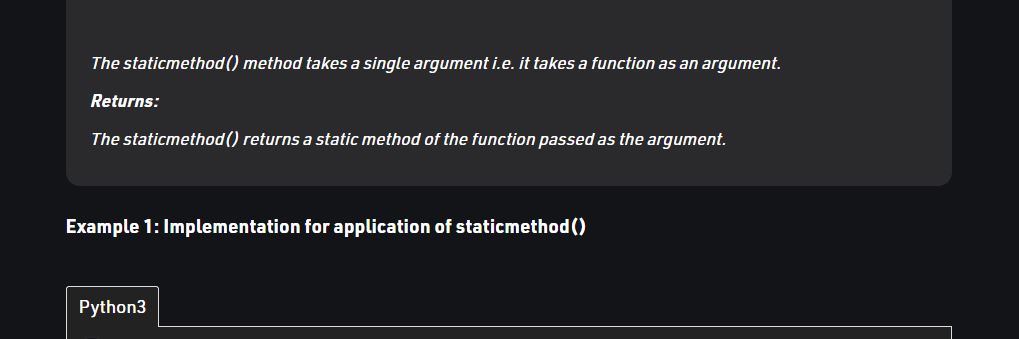 The staticmethod() method takes a single argument i.e. it takes a function as an argument.
Returns:
The staticmethod() returns a static method of the function passed as the argument.
Example 1: Implementation for application of staticmethod()
Python3